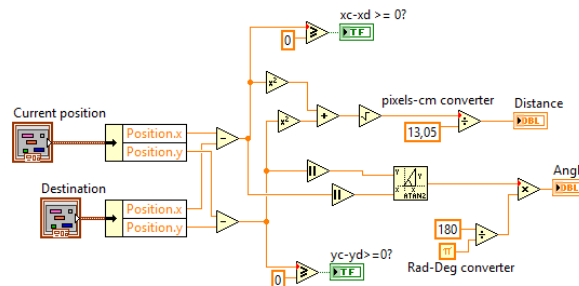 xc-xd >= 0?
0
TF
x²
x²
pixels-cm converter
Distance
13,05
DBL
Current position
Position.x
Position.y
Destination
Position.x
Position.y
Y
X
ATAN2
Angl
DBL
180
π
Rad-Deg converter
yc-yd>=0?
0
TF